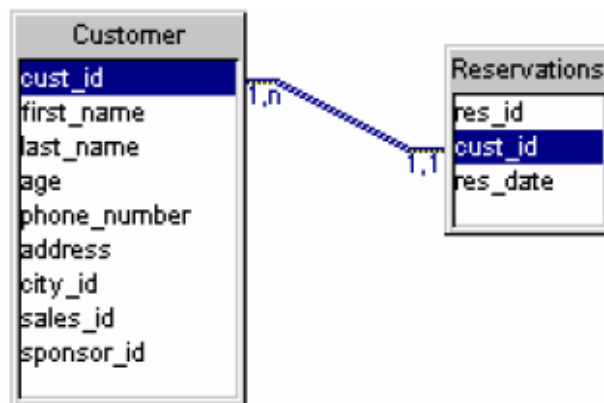 Customer
cust_id
first_name
last_name
age
phone_number
address
city_id
sales_id
sponsor_id
1,n
1,1
Reservations
res_id
cust_id
res_date